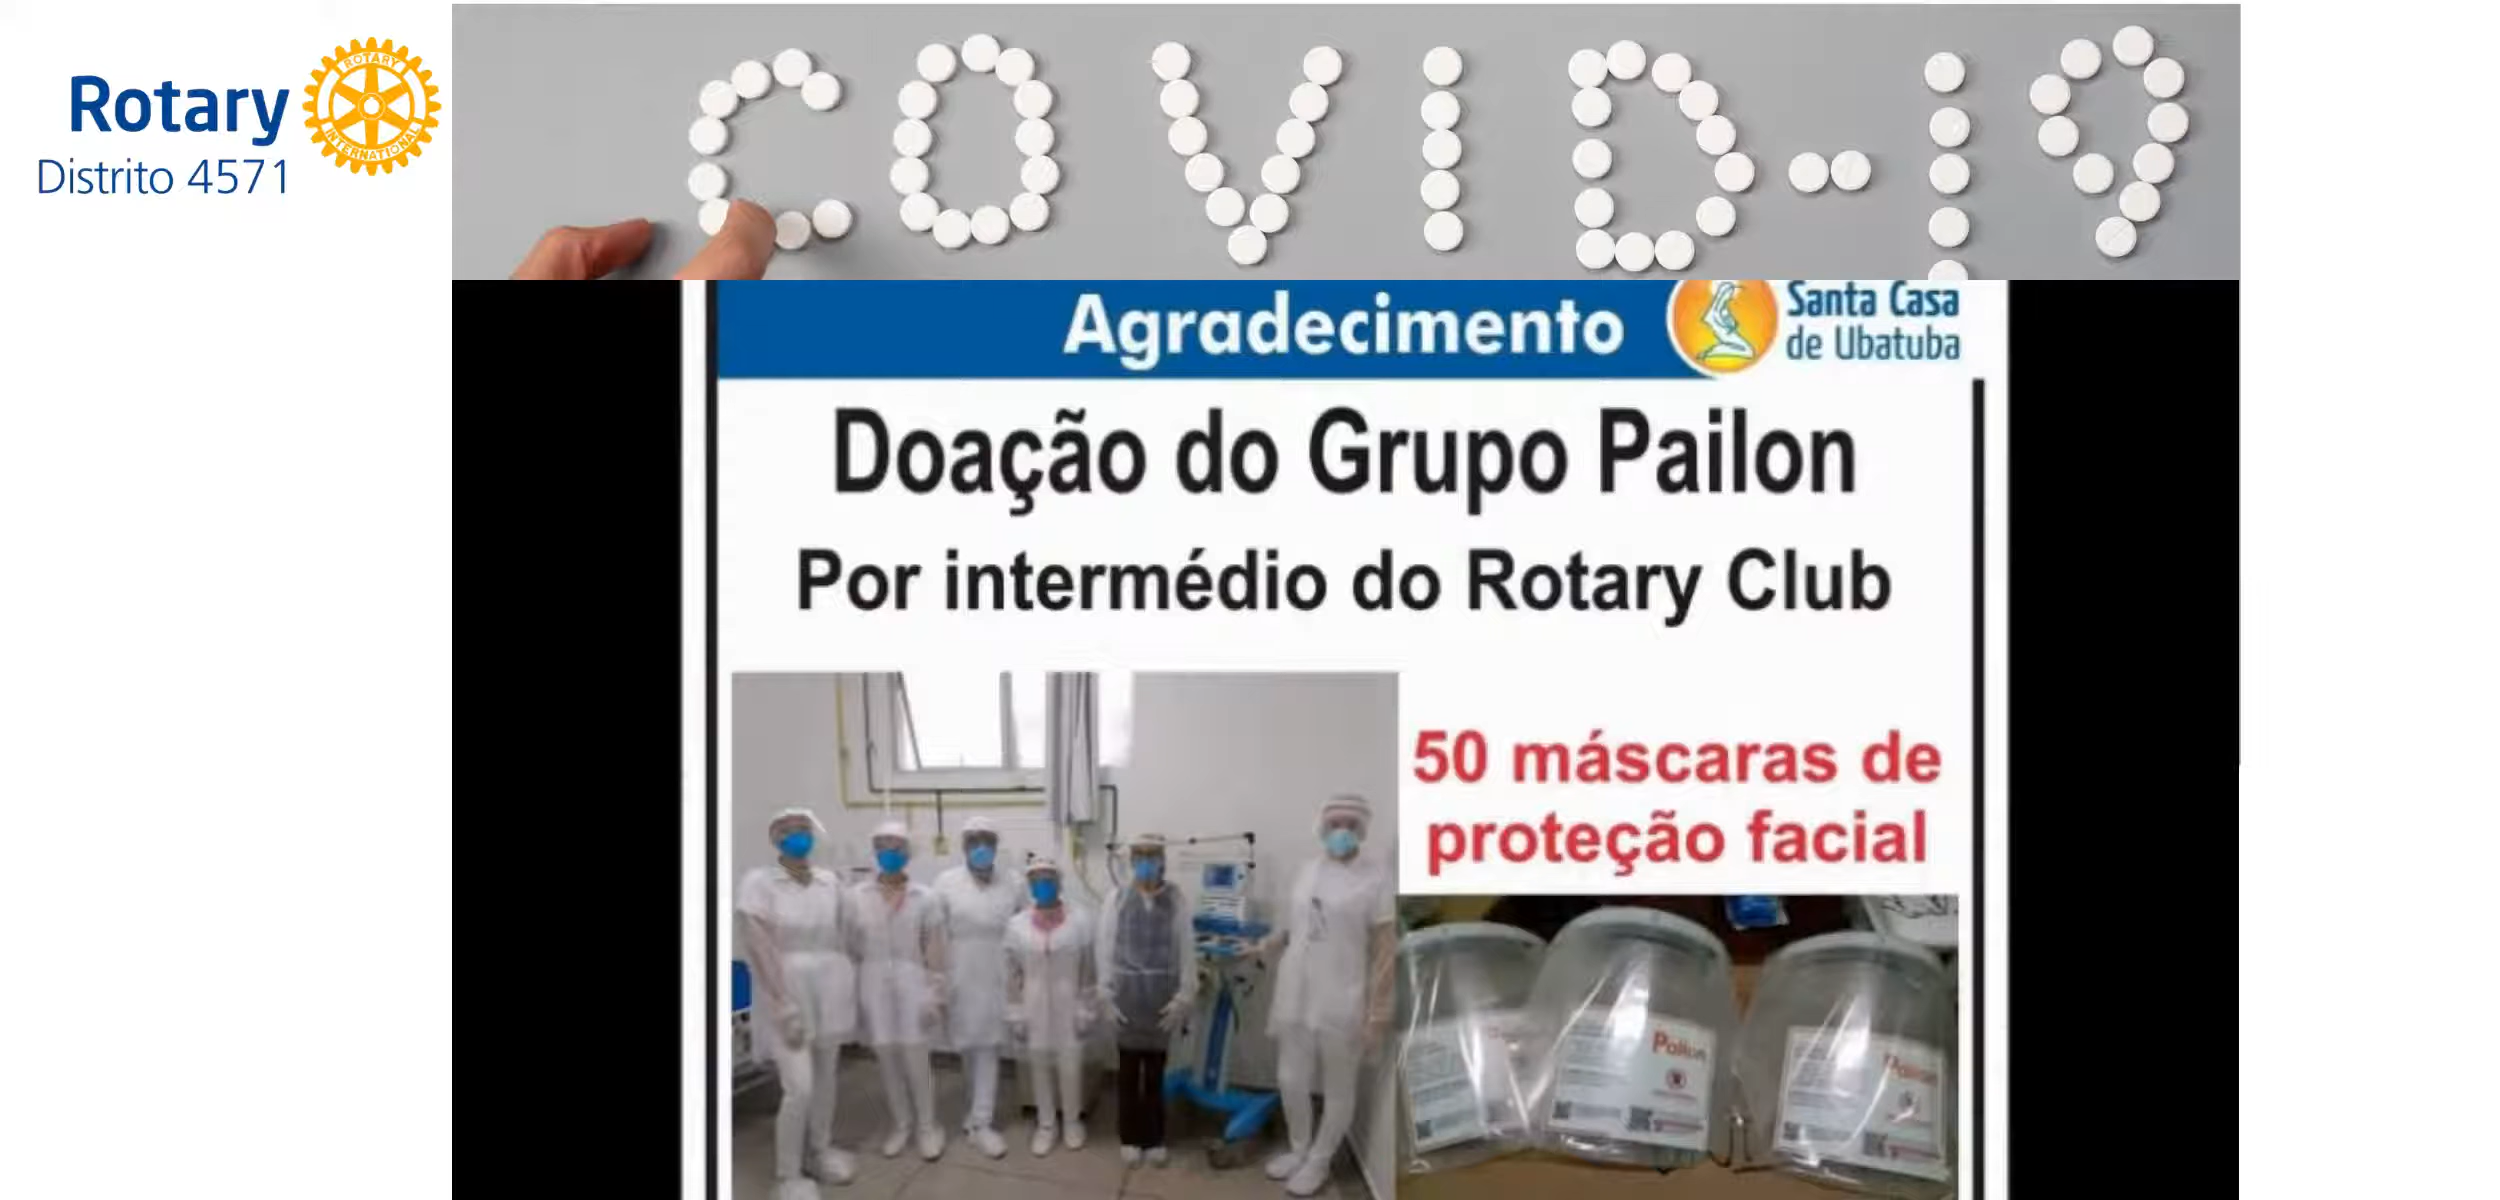 Rotary
Distrito 4571
ROTARY
INTERNATIONAL
COVID-19
Agradecimento
Santa Casa
de Ubatuba
Doação do Grupo Pailon
Por intermédio do Rotary Club
50 máscaras de
proteção facial
Pailon
Pailon